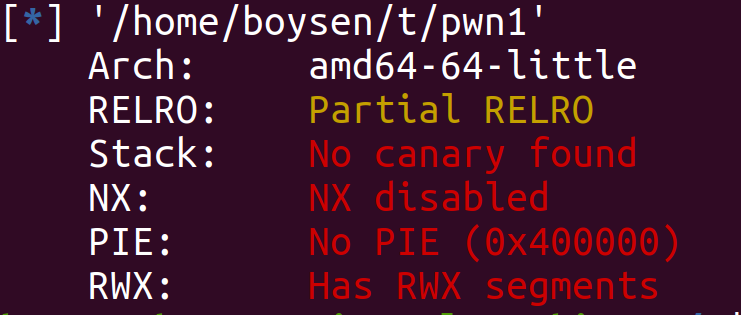 [*] '/home/boysen/t/pwn1'
Arch: amd64-64-little
RELRO: Partial RELRO
Stack: No canary found
NX: NX disabled
PIE: No PIE (0x400000)
RWX: Has RWX segments